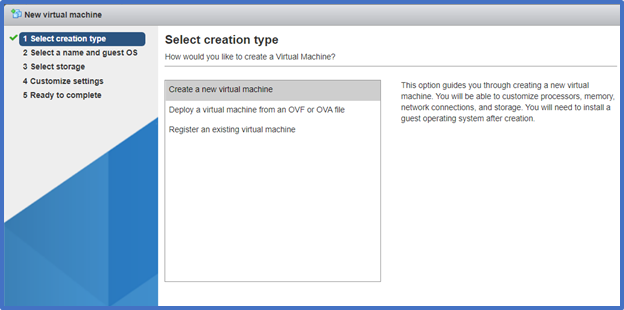 New virtual machine
1 Select creation type
2 Select a name and guest OS
3 Select storage
4 Customize settings
5 Ready to complete
Select creation type
How would you like to create a Virtual Machine?
Create a new virtual machine
Deploy a virtual machine from an OVF or OVA file
Register an existing virtual machine
This option guides you through creating a new virtual
machine. You will be able to customize processors, memory,
network connections, and storage. You will need to install a
guest operating system after creation.